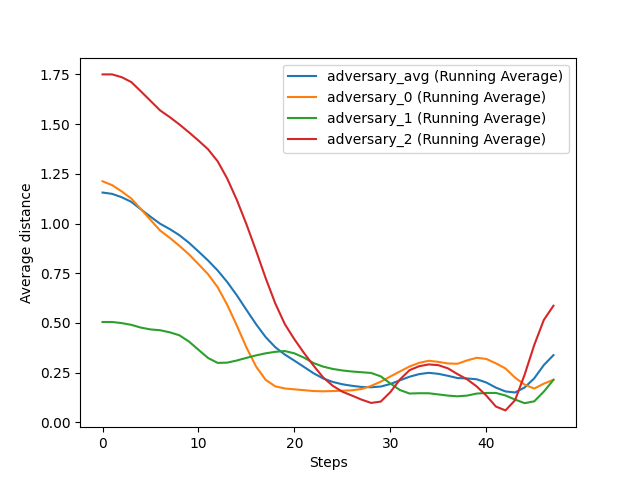 adversary_avg (Running Average)
adversary_0 (Running Average)
adversary_1 (Running Average)
adversary_2 (Running Average)
1.75
1.50
1.25
1.00
0.75
0.50
0.25
0.00
Average distance
0 10 20 30 40
Steps